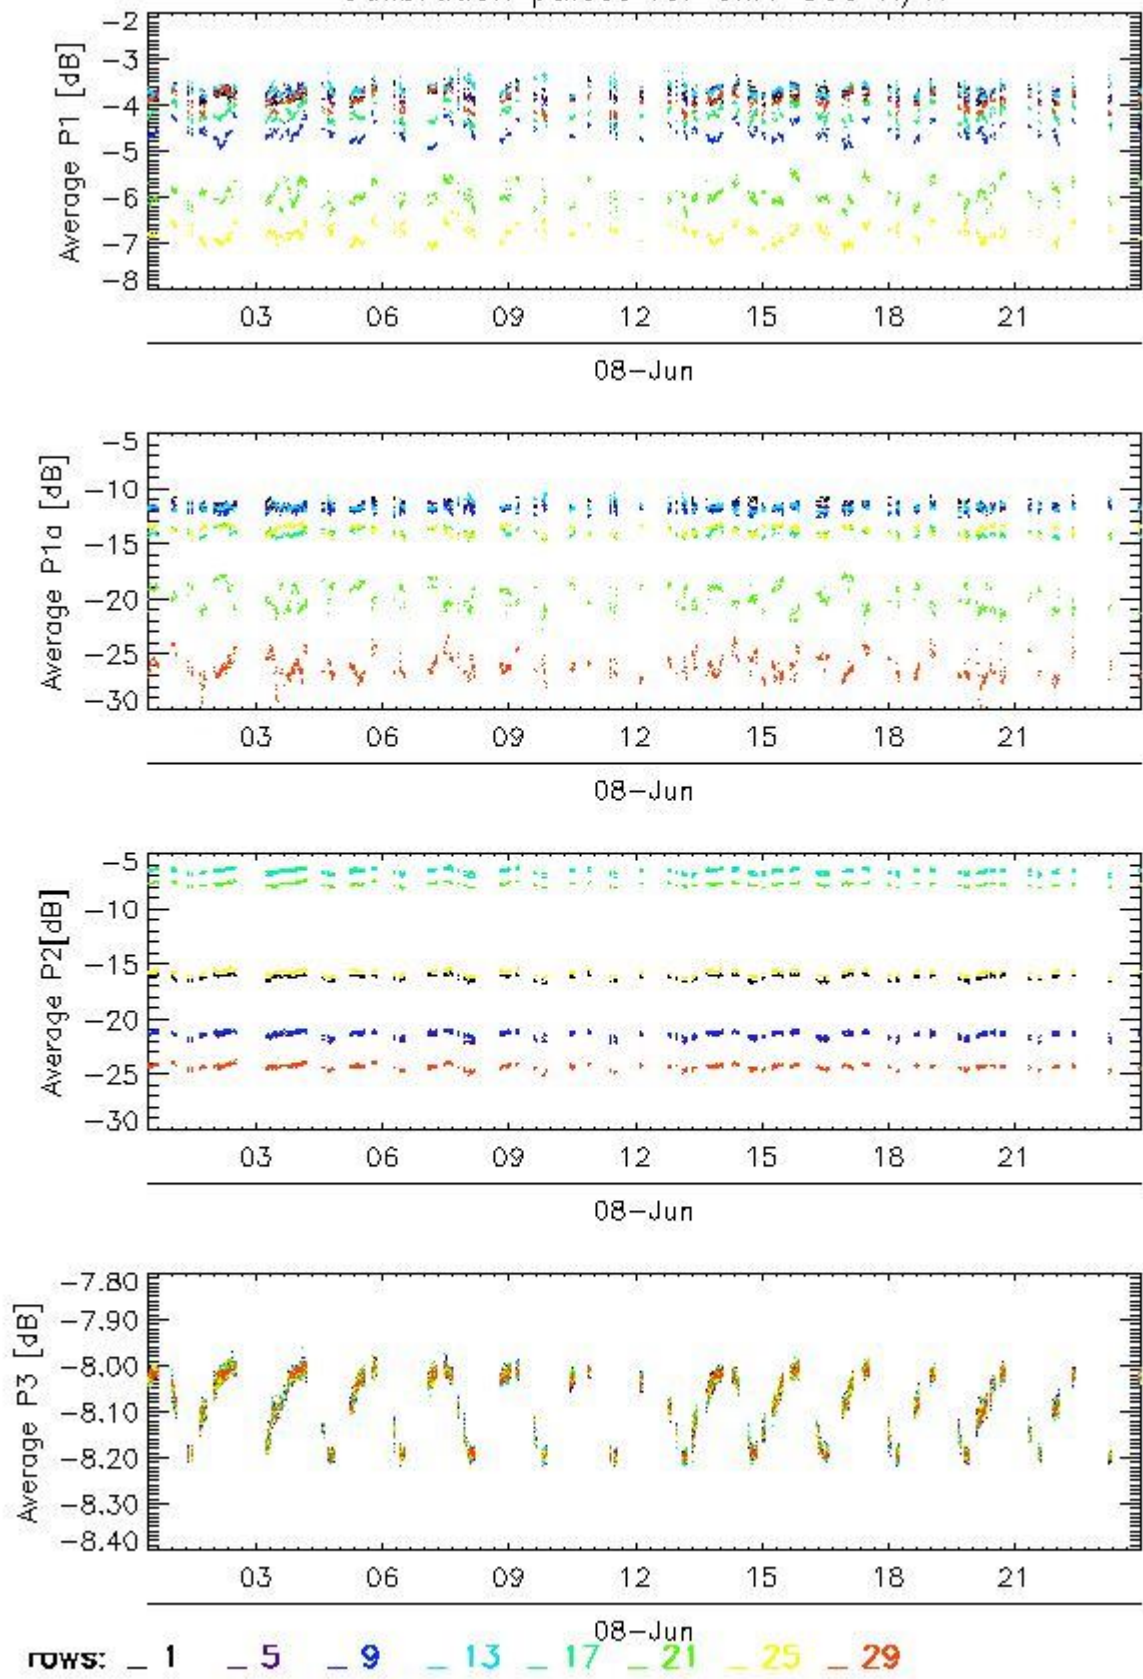 -2
-3
-4
-5
-6
-7
-8
Average P1 [dB]
03 06 09 12 15 18 21
08-Jun
-5
-10
-15
-20
-25
-30
Average P1a [dB]
03 06 09 12 15 18 21
08-Jun
-5
-10
-15
-20
-25
-30
Average P2[dB]
03 06 09 12 15 18 21
08-Jun
-7.80
-7.90
-8.00
-8.10
-8.20
-8.30
-8.40
Average P3 [dB]
03 06 09 12 15 18 21
08-Jun
rows: _ 1 _ 5 _ 9 _ 13 _ 17 _ 21 _ 25 _ 29